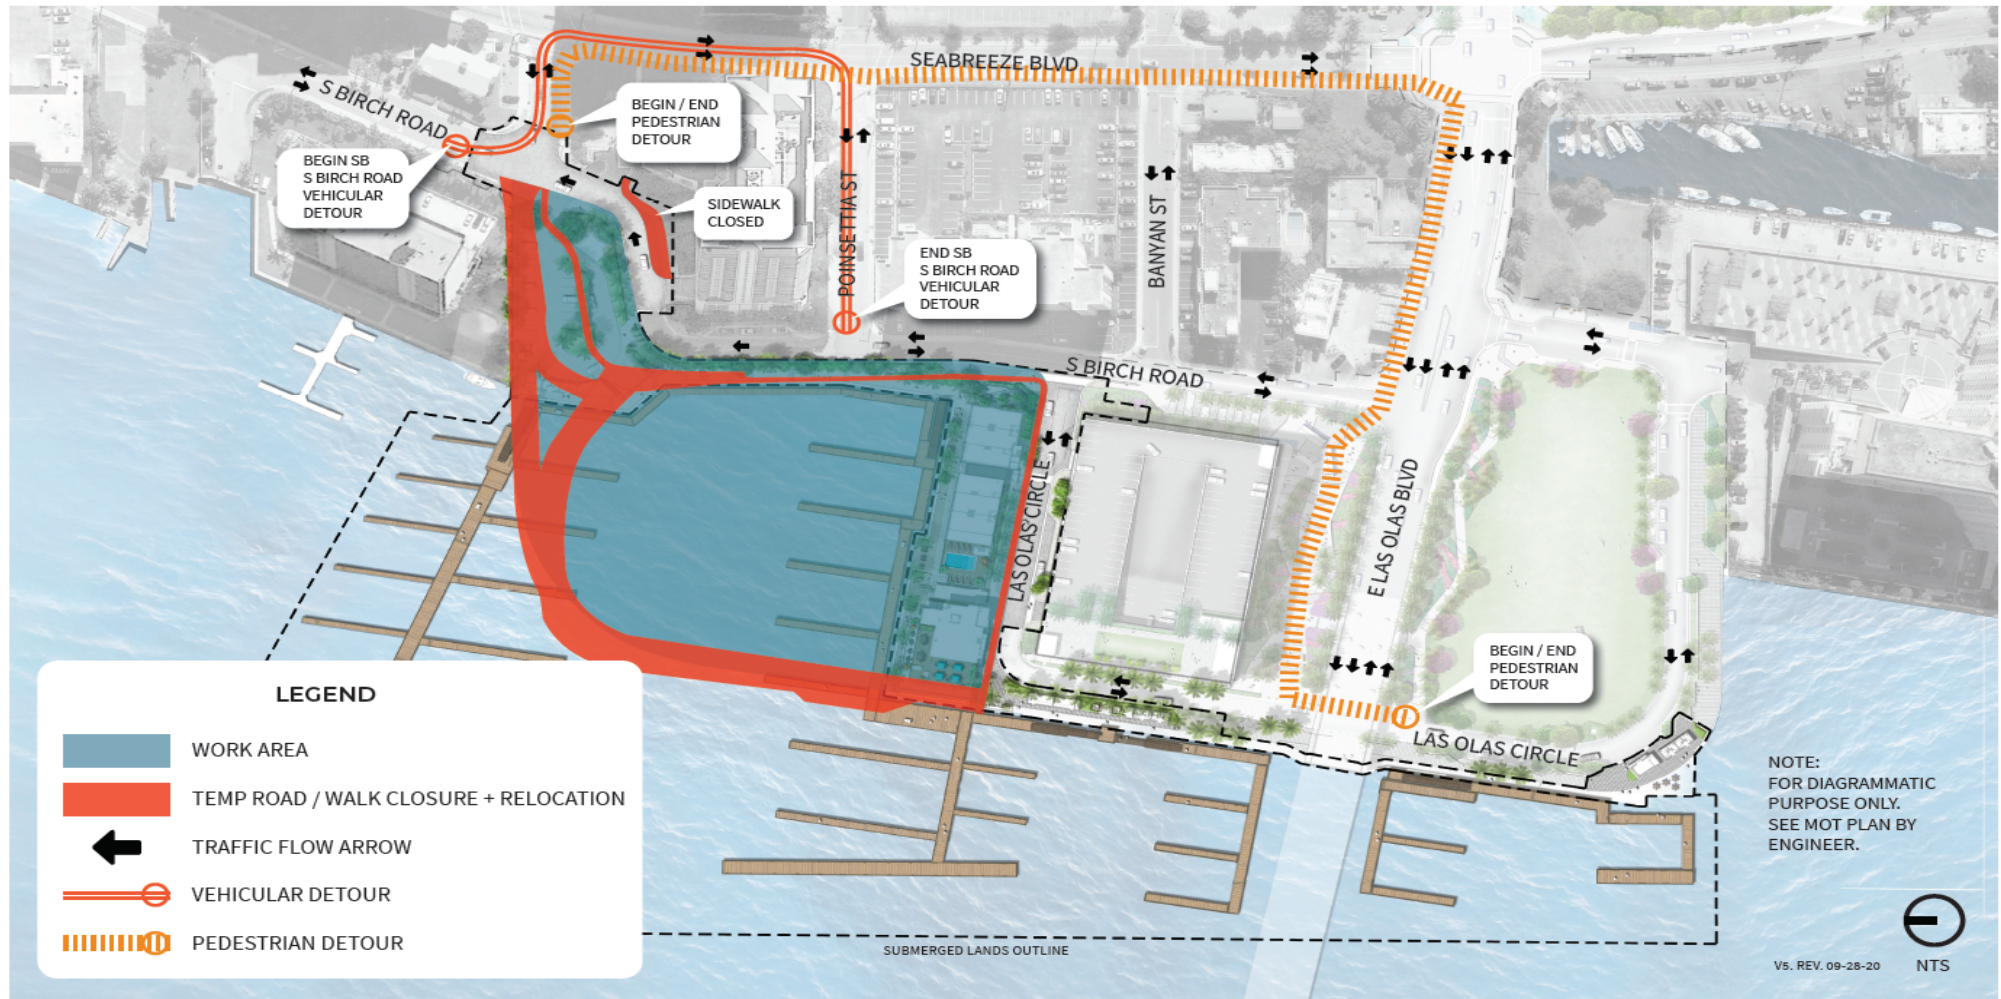 SEABREEZE BLVD
S BIRCH ROAD
BEGIN / END
PEDESTRIAN
DETOUR
BEGIN SB
S BIRCH ROAD
VEHICULAR
DETOUR
SIDEWALK
CLOSED
POINSETTIA ST
BANYAN ST
END SB
S BIRCH ROAD
VEHICULAR
DETOUR
S BIRCH ROAD
LAS OLAS CIRCLE
E LAS OLAS BLVD
BEGIN / END
PEDESTRIAN
DETOUR
LAS OLAS CIRCLE
LEGEND
WORK AREA
TEMP ROAD / WALK CLOSURE + RELOCATION
TRAFFIC FLOW ARROW
VEHICULAR DETOUR
PEDESTRIAN DETOUR
NOTE:
FOR DIAGRAMMATIC
PURPOSE ONLY.
SEE MOT PLAN BY
ENGINEER.
SUBMERGED LANDS OUTLINE
V5. REV. 09-28-20
NTS